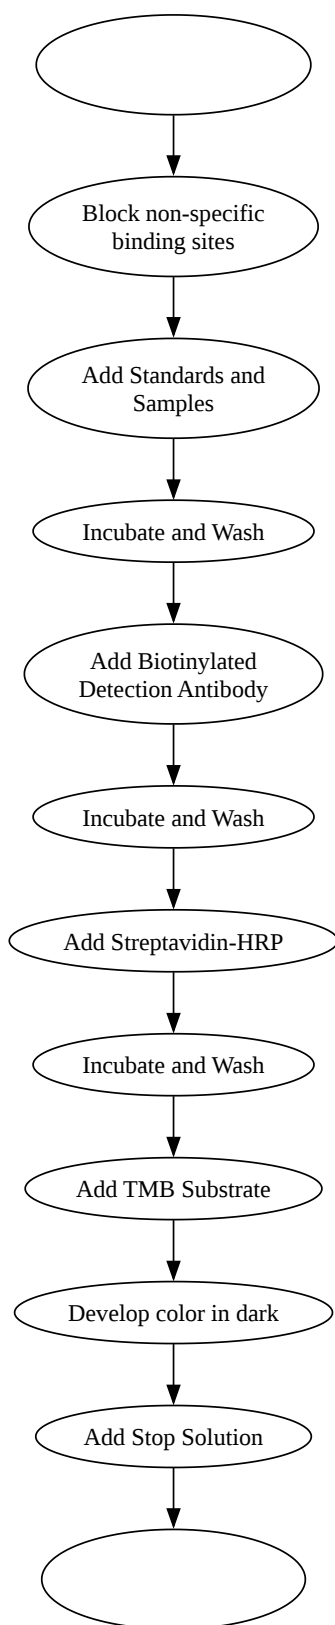 Block non-specific
binding sites
Add Standards and
Samples
Incubate and Wash
Add Biotinylated
Detection Antibody
Incubate and Wash
Add Streptavidin-HRP
Incubate and Wash
Add TMB Substrate
Develop color in dark
Add Stop Solution